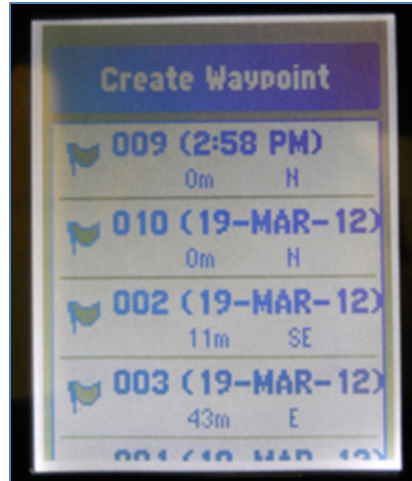 Create Waypoint
009 (2:58 PM)
0m N
010 (19-MAR-12)
0m N
002 (19-MAR-12)
11m SE
003 (19-MAR-12)
43m E